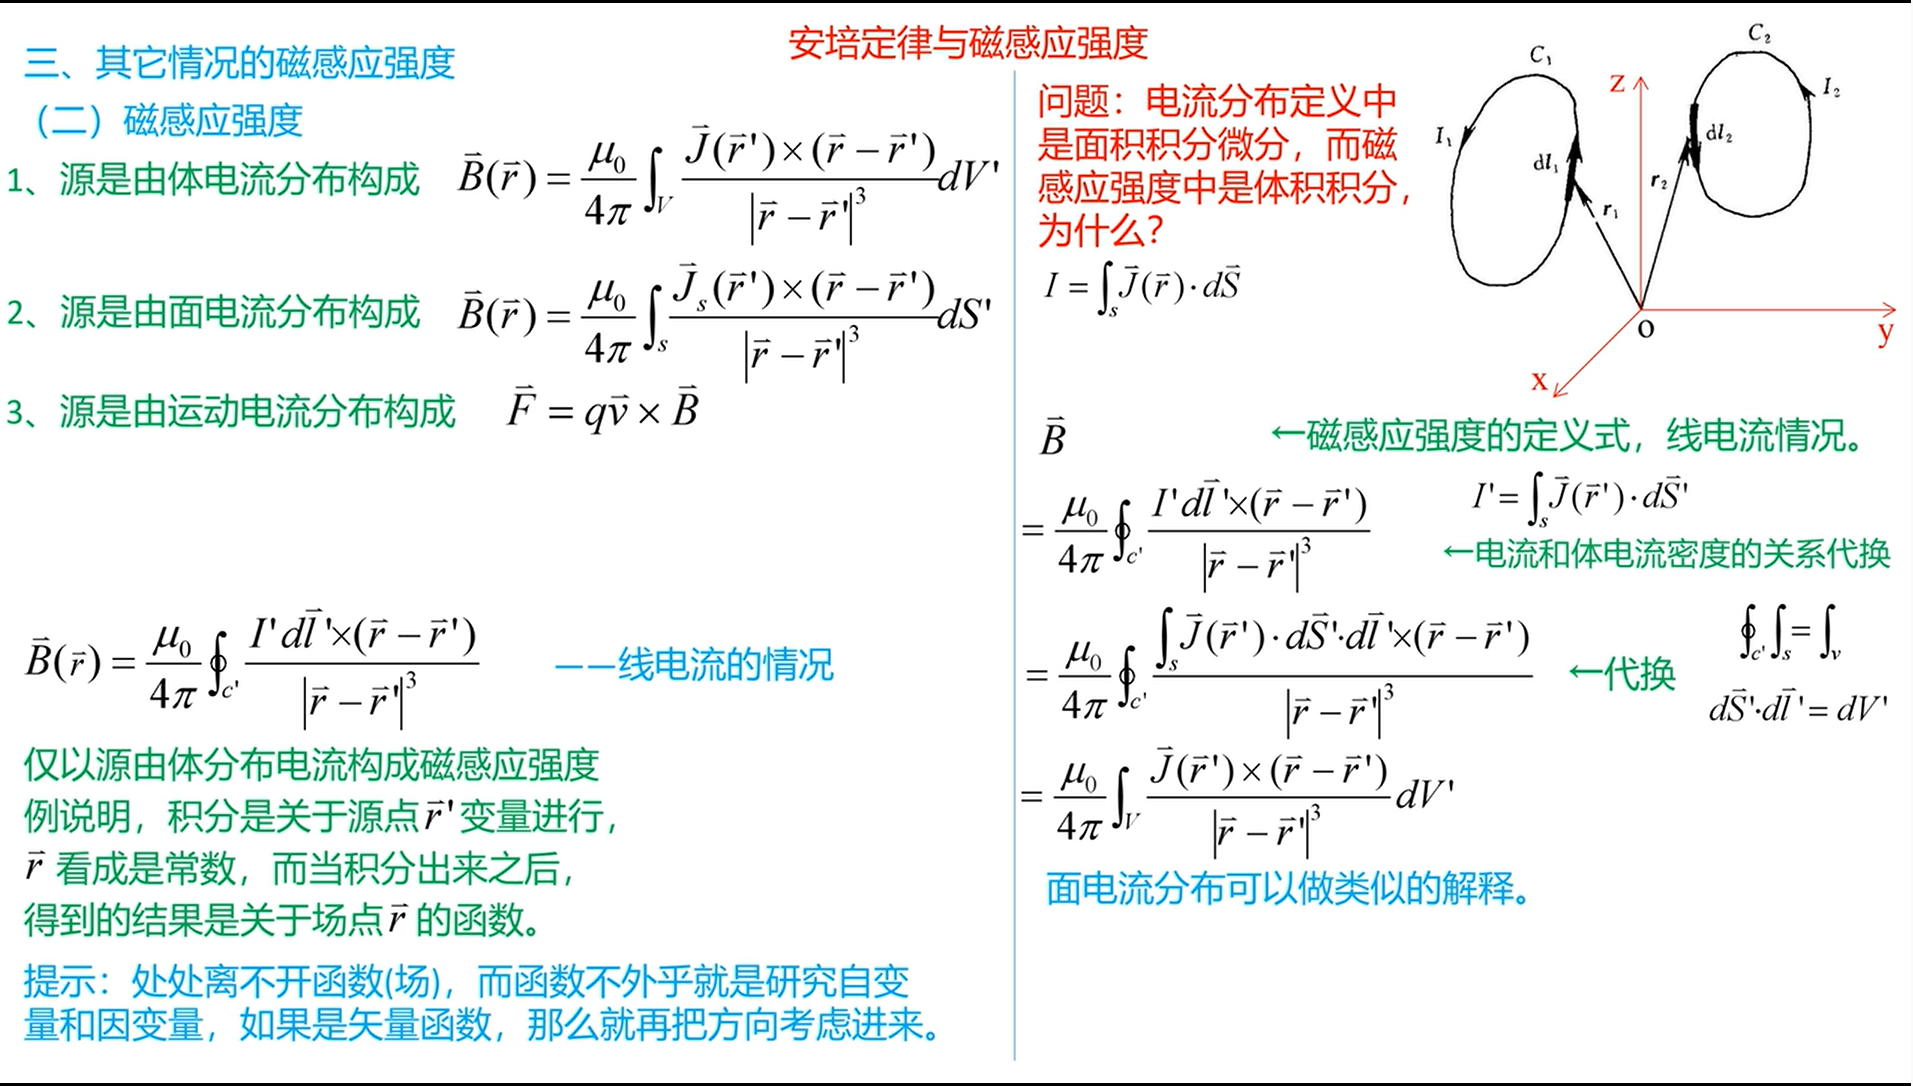 安培定律与磁感应强度
三、其它情况的磁感应强度
（二）磁感应强度
1、源是由体电流分布构成 $\vec{B}(\vec{r}) = \frac{\mu_0}{4\pi}\int_V \frac{\vec{J}(\vec{r}')\times(\vec{r}-\vec{r}')}{|\vec{r}-\vec{r}'|^3}dV'$
2、源是由面电流分布构成 $\vec{B}(\vec{r}) = \frac{\mu_0}{4\pi}\int_s \frac{\vec{J}_s(\vec{r}')\times(\vec{r}-\vec{r}')}{|\vec{r}-\vec{r}'|^3}dS'$
3、源是由运动电流分布构成 $\vec{F} = q\vec{v}\times\vec{B}$
$\vec{B}(\vec{r}) = \frac{\mu_0}{4\pi}\oint_{c'} \frac{I'd\vec{l}'\times(\vec{r}-\vec{r}')}{|\vec{r}-\vec{r}'|^3}$ ——线电流的情况
仅以源由体分布电流构成磁感应强度
例说明，积分是关于源点 $\vec{r}'$ 变量进行，
$\vec{r}$ 看成是常数，而当积分出来之后，
得到的结果是关于场点 $\vec{r}$ 的函数。
提示：处处离不开函数(场)，而函数不外乎就是研究自变
量和因变量，如果是矢量函数，那么就再把方向考虑进来。
问题：电流分布定义中
是面积积分微分，而磁
感应强度中是体积积分，
为什么？
$I = \int_s \vec{J}(\vec{r})\cdot d\vec{S}$
C₁
C₂
I₁
I₂
dl₁
dl₂
r₁
r₂
z
o
y
x
$\vec{B}$ ←磁感应强度的定义式，线电流情况。
$= \frac{\mu_0}{4\pi}\oint_{c'} \frac{I'd\vec{l}'\times(\vec{r}-\vec{r}')}{|\vec{r}-\vec{r}'|^3}$
$I' = \int_s \vec{J}(\vec{r}')\cdot d\vec{S}'$
←电流和体电流密度的关系代换
$= \frac{\mu_0}{4\pi}\oint_{c'} \frac{\int_s \vec{J}(\vec{r}')\cdot d\vec{S}'\cdot d\vec{l}'\times(\vec{r}-\vec{r}')}{|\vec{r}-\vec{r}'|^3}$ ←代换
$\oint_{c'}\int_s = \int_v$
$d\vec{S}'\cdot d\vec{l}' = dV'$
$= \frac{\mu_0}{4\pi}\int_V \frac{\vec{J}(\vec{r}')\times(\vec{r}-\vec{r}')}{|\vec{r}-\vec{r}'|^3}dV'$
面电流分布可以做类似的解释。